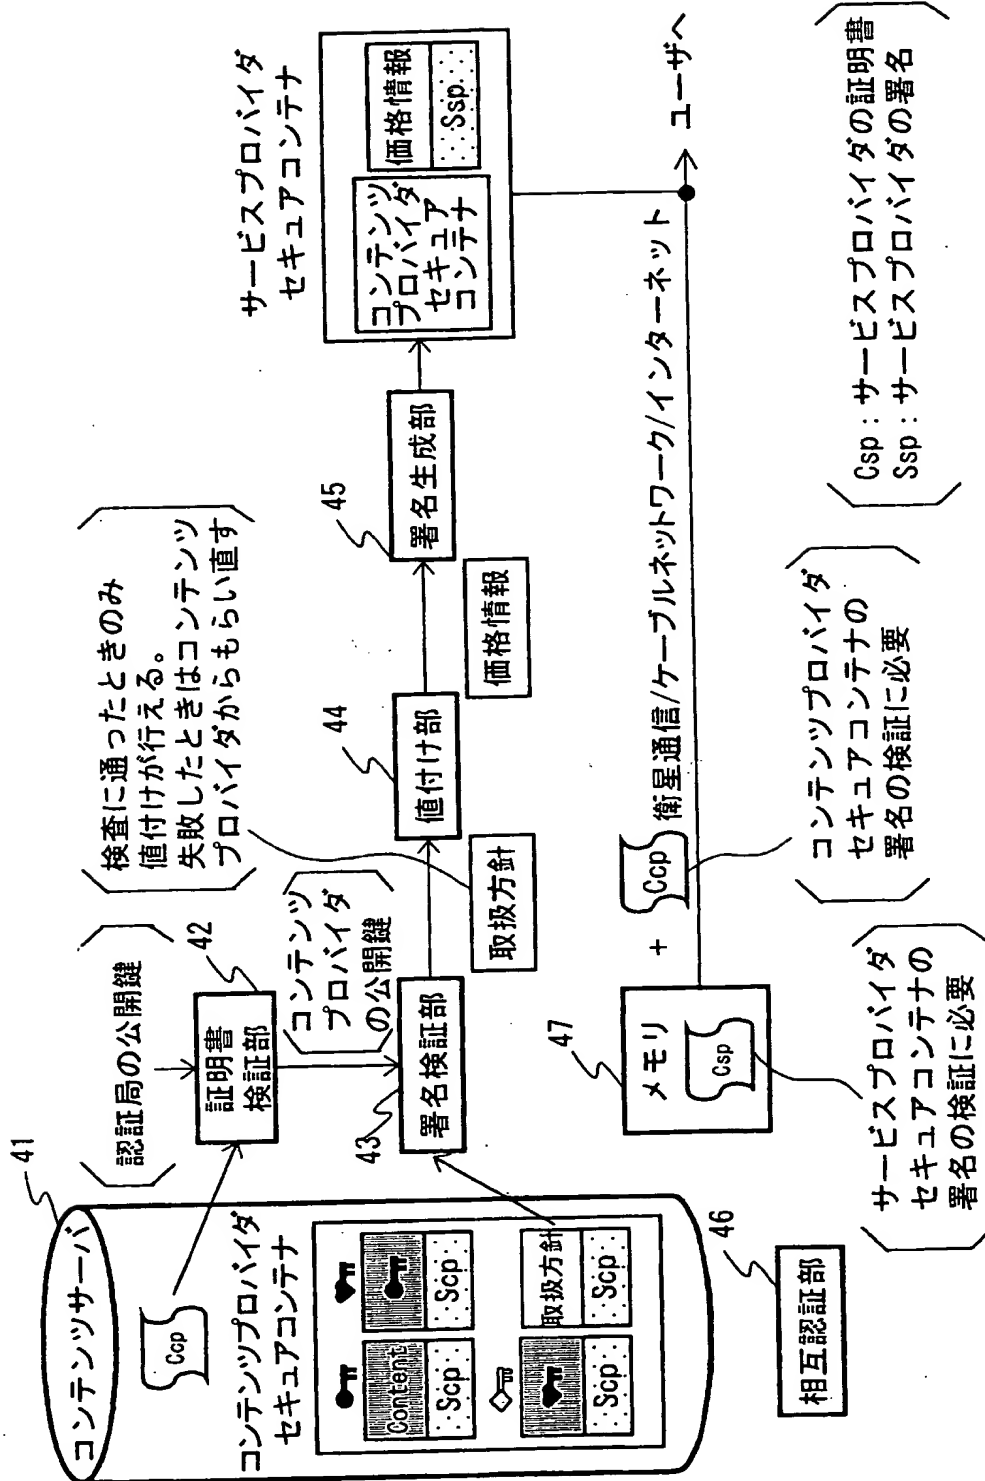 コンテンツサーバ
41
Ccp
コンテンツプロバイダ
セキュアコンテナ
Content
Scp
Scp
Scp
取扱方針
Scp
認証局の公開鍵
42
証明書
検証部
コンテンツ
プロバイダ
の公開鍵
43
署名検証部
検査に通ったときのみ
値付けが行える。
失敗したときはコンテンツ
プロバイダからもらい直す
取扱方針
44
値付け部
価格情報
45
署名生成部
サービスプロバイダ
セキュアコンテナ
コンテンツ
プロバイダ
セキュア
コンテナ
価格情報
Ssp
46
相互認証部
47
メモリ
Csp
+
Ccp
衛星通信/ケーブルネットワーク/インターネット
ユーザへ
サービスプロバイダ
セキュアコンテナの
署名の検証に必要
コンテンツプロバイダ
セキュアコンテナの
署名の検証に必要
Csp:サービスプロバイダの証明書
Ssp:サービスプロバイダの署名